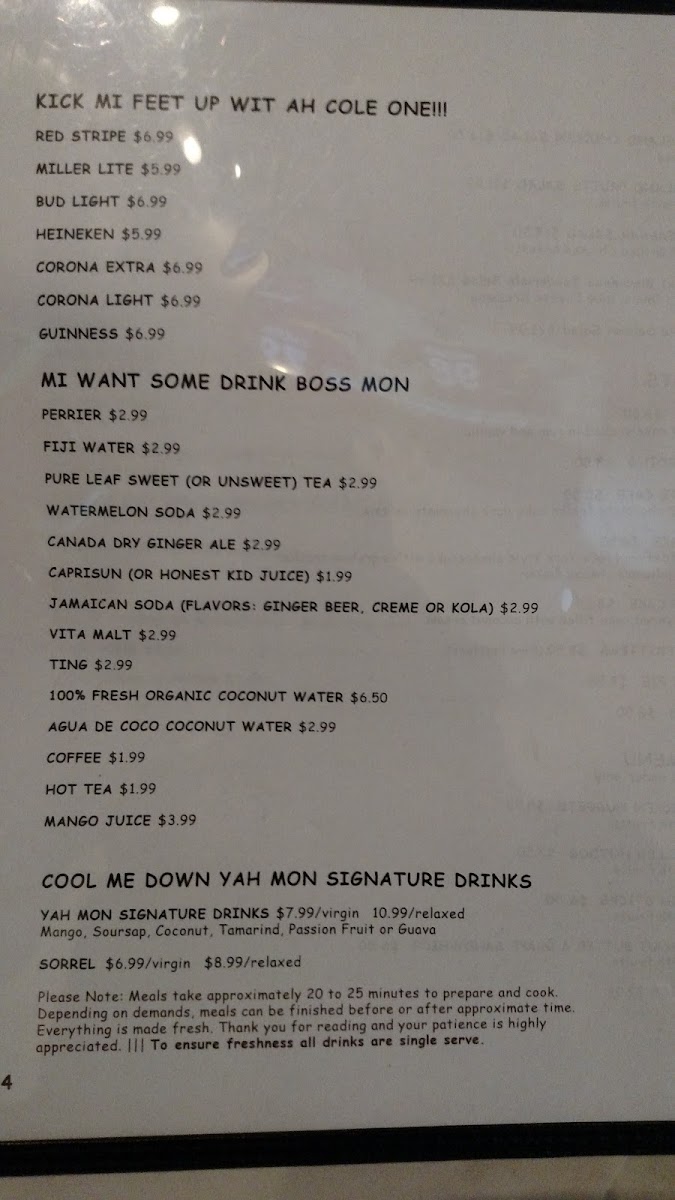 KICK MI FEET UP WIT AH COLE ONE!!!
RED STRIPE $6.99
MILLER LITE $5.99
BUD LIGHT $6.99
HEINEKEN $5.99
CORONA EXTRA $6.99
CORONA LIGHT $6.99
GUINNESS $6.99
MI WANT SOME DRINK BOSS MON
PERRIER $2.99
FIJI WATER $2.99
PURE LEAF SWEET (OR UNSWEET) TEA $2.99
WATERMELON SODA $2.99
CANADA DRY GINGER ALE $2.99
CAPRISUN (OR HONEST KID JUICE) $1.99
JAMAICAN SODA (FLAVORS: GINGER BEER, CREME OR KOLA) $2.99
VITA MALT $2.99
TING $2.99
100% FRESH ORGANIC COCONUT WATER $6.50
AGUA DE COCO COCONUT WATER $2.99
COFFEE $1.99
HOT TEA $1.99
MANGO JUICE $3.99
COOL ME DOWN YAH MON SIGNATURE DRINKS
YAH MON SIGNATURE DRINKS $7.99/virgin 10.99/relaxed
Mango, Soursap, Coconut, Tamarind, Passion Fruit or Guava
SORREL $6.99/virgin $8.99/relaxed
Please Note: Meals take approximately 20 to 25 minutes to prepare and cook.
Depending on demands, meals can be finished before or after approximate time.
Everything is made fresh. Thank you for reading and your patience is highly
appreciated. ||| To ensure freshness all drinks are single serve.
4